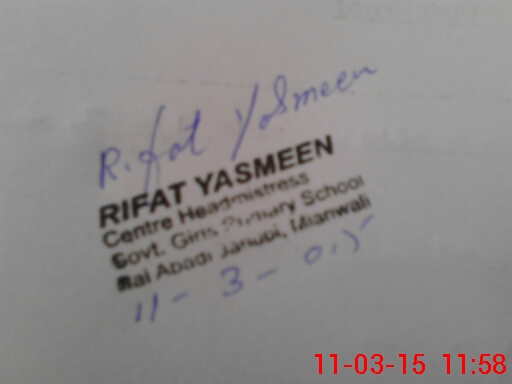 Rifat Yasmeen
RIFAT YASMEEN
Centre Headmistress
Govt. Girls Primary School
Abadi Janubi, Mianwali
11-3-015
11-03-15 11:58